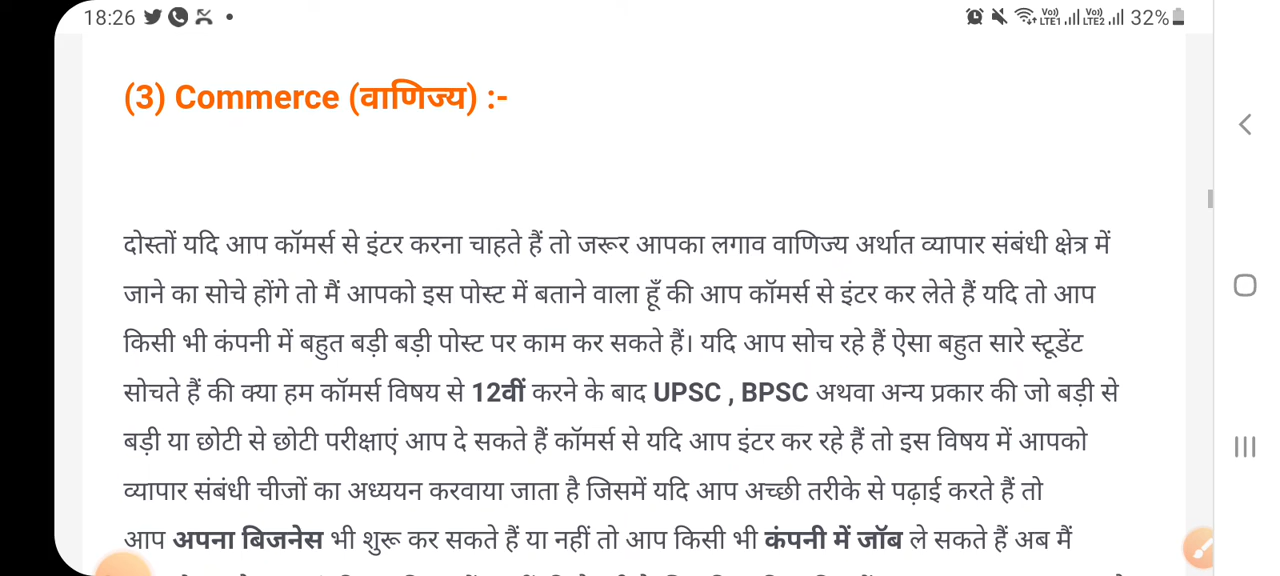 18:26
Vo) LTE1 Vo) LTE2 32%
(3) Commerce (वाणिज्य) :-
दोस्तों यदि आप कॉमर्स से इंटर करना चाहते हैं तो जरूर आपका लगाव वाणिज्य अर्थात व्यापार संबंधी क्षेत्र में
जाने का सोचे होंगे तो मैं आपको इस पोस्ट में बताने वाला हूँ की आप कॉमर्स से इंटर कर लेते हैं यदि तो आप
किसी भी कंपनी में बहुत बड़ी बड़ी पोस्ट पर काम कर सकते हैं। यदि आप सोच रहे हैं ऐसा बहुत सारे स्टूडेंट
सोचते हैं की क्या हम कॉमर्स विषय से 12वीं करने के बाद UPSC , BPSC अथवा अन्य प्रकार की जो बड़ी से
बड़ी या छोटी से छोटी परीक्षाएं आप दे सकते हैं कॉमर्स से यदि आप इंटर कर रहे हैं तो इस विषय में आपको
व्यापार संबंधी चीजों का अध्ययन करवाया जाता है जिसमें यदि आप अच्छी तरीके से पढ़ाई करते हैं तो
आप अपना बिजनेस भी शुरू कर सकते हैं या नहीं तो आप किसी भी कंपनी में जॉब ले सकते हैं अब मैं